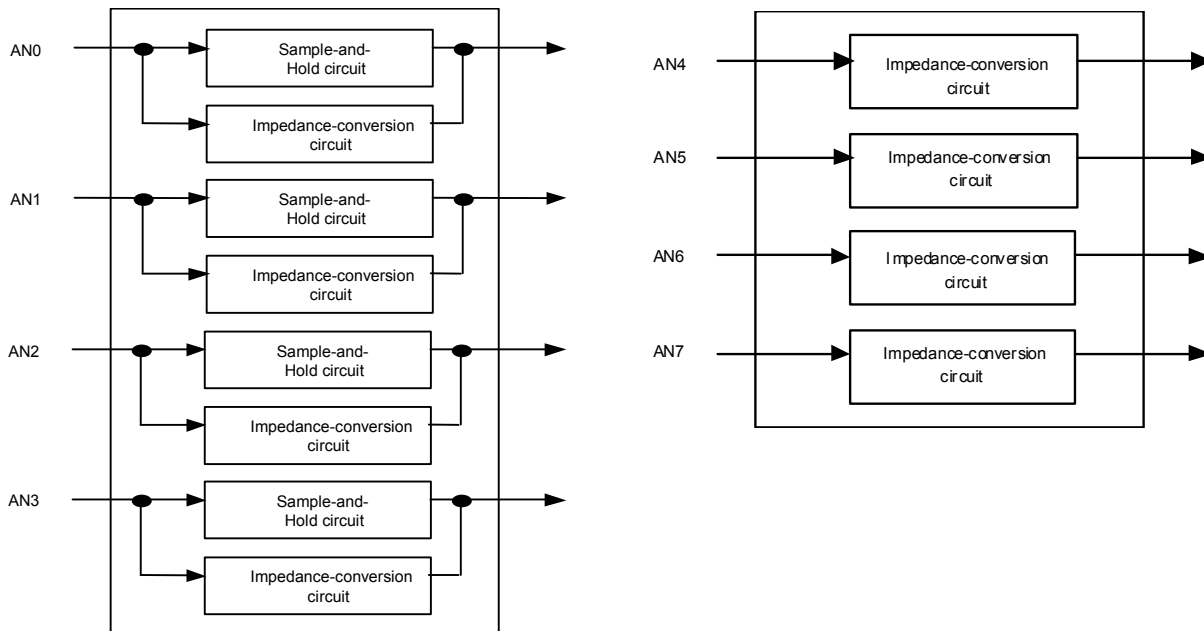 AN0
Sample-and-
Hold circuit
Impedance-conversion
circuit
AN1
Sample-and-
Hold circuit
Impedance-conversion
circuit
AN2
Sample-and-
Hold circuit
Impedance-conversion
circuit
AN3
Sample-and-
Hold circuit
Impedance-conversion
circuit
AN4
Impedance-conversion
circuit
AN5
Impedance-conversion
circuit
AN6
Impedance-conversion
circuit
AN7
Impedance-conversion
circuit